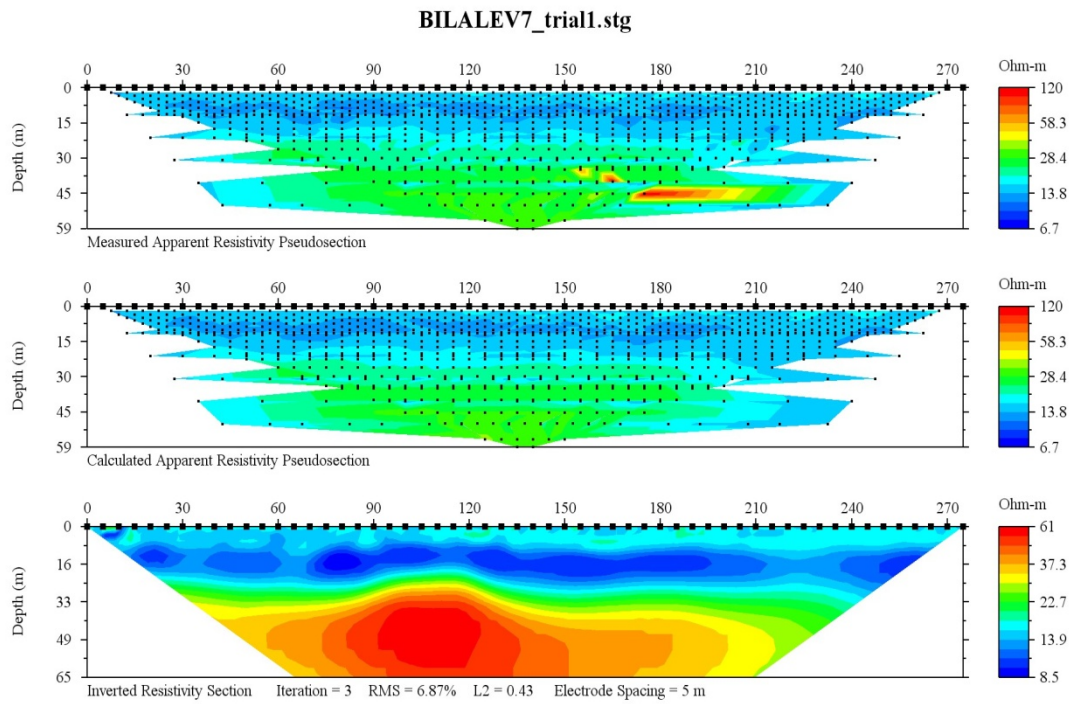 BILALEV7_trial1.stg
0 30 60 90 120 150 180 210 240 270
Ohm-m
Depth (m)
0
15
30
45
59
120
58.3
28.4
13.8
6.7
Measured Apparent Resistivity Pseudosection
0 30 60 90 120 150 180 210 240 270
Ohm-m
Depth (m)
0
15
30
45
59
120
58.3
28.4
13.8
6.7
Calculated Apparent Resistivity Pseudosection
0 30 60 90 120 150 180 210 240 270
Ohm-m
Depth (m)
0
16
33
49
65
61
37.3
22.7
13.9
8.5
Inverted Resistivity Section Iteration = 3 RMS = 6.87% L2 = 0.43 Electrode Spacing = 5 m